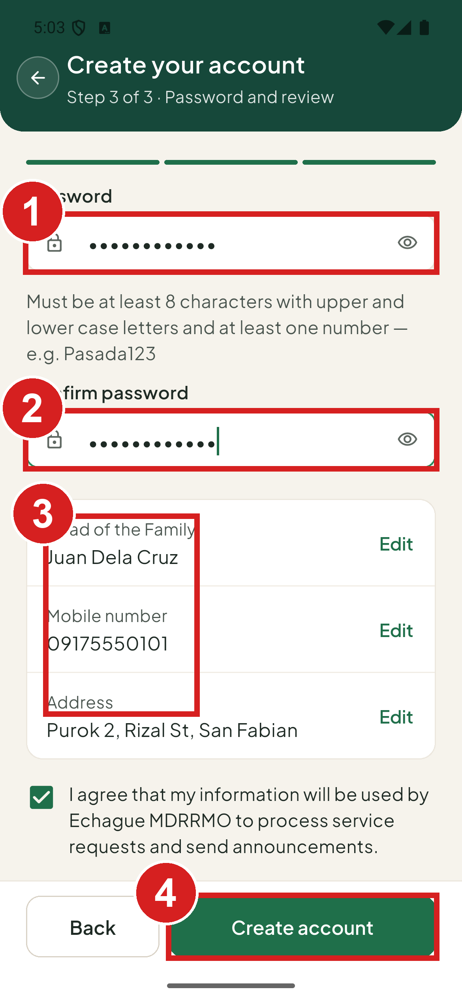 5:03
Create your account
Step 3 of 3 · Password and review
1
sword
Must be at least 8 characters with upper and
lower case letters and at least one number —
e.g. Pasada123
2
firm password
3
ad of the Family
Juan Dela Cruz
Edit
Mobile number
09175550101
Edit
Address
Purok 2, Rizal St, San Fabian
Edit
I agree that my information will be used by
Echague MDRRMO to process service
requests and send announcements.
4
Back
Create account